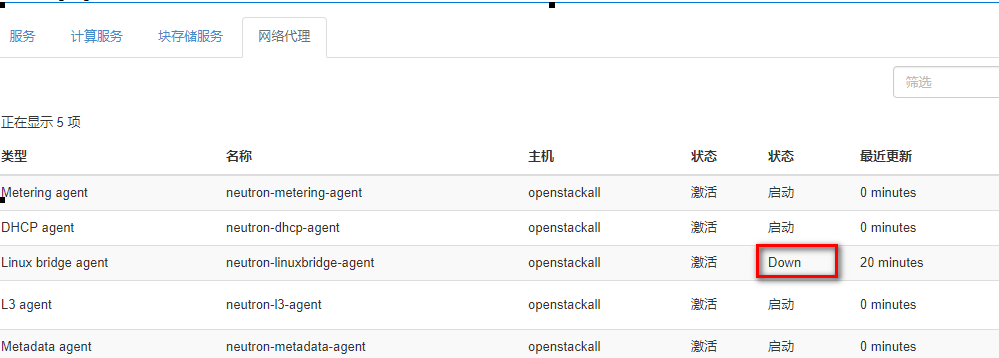 服务 计算服务 块存储服务 网络代理
筛选
正在显示 5 项
类型 名称 主机 状态 状态 最近更新
Metering agent neutron-metering-agent openstackall 激活 启动 0 minutes
DHCP agent neutron-dhcp-agent openstackall 激活 启动 0 minutes
Linux bridge agent neutron-linuxbridge-agent openstackall 激活 Down 20 minutes
L3 agent neutron-l3-agent openstackall 激活 启动 0 minutes
Metadata agent neutron-metadata-agent openstackall 激活 启动 0 minutes